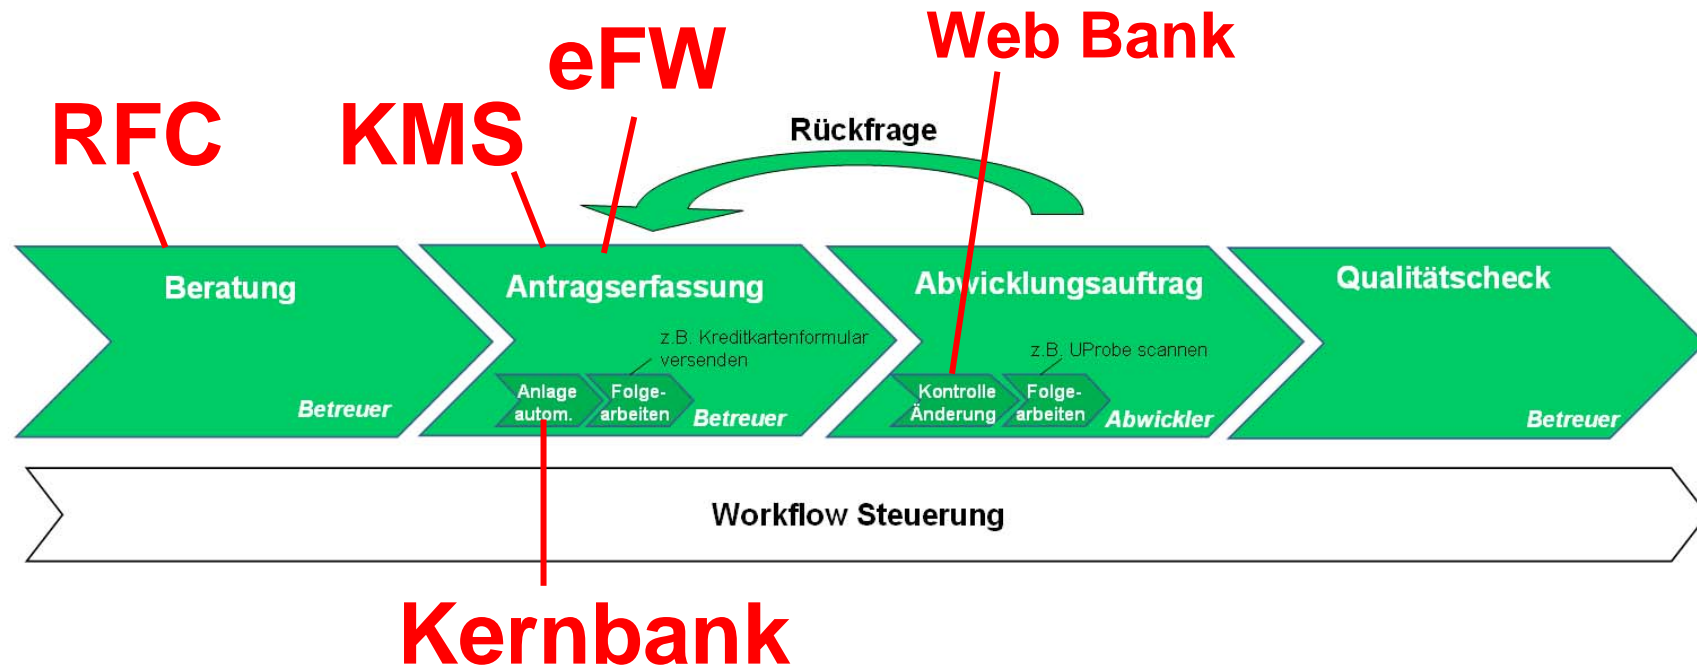 Web Bank
eFW
RFC
KMS
Rückfrage
Beratung
Betreuer
Antragserfassung
z.B. Kreditkartenformular
versenden
Anlage
autom.
Folge-
arbeiten
Betreuer
Abwicklungsauftrag
z.B. UProbe scannen
Kontrolle
Änderung
Folge-
arbeiten
Abwickler
Qualitätscheck
Betreuer
Workflow Steuerung
Kernbank